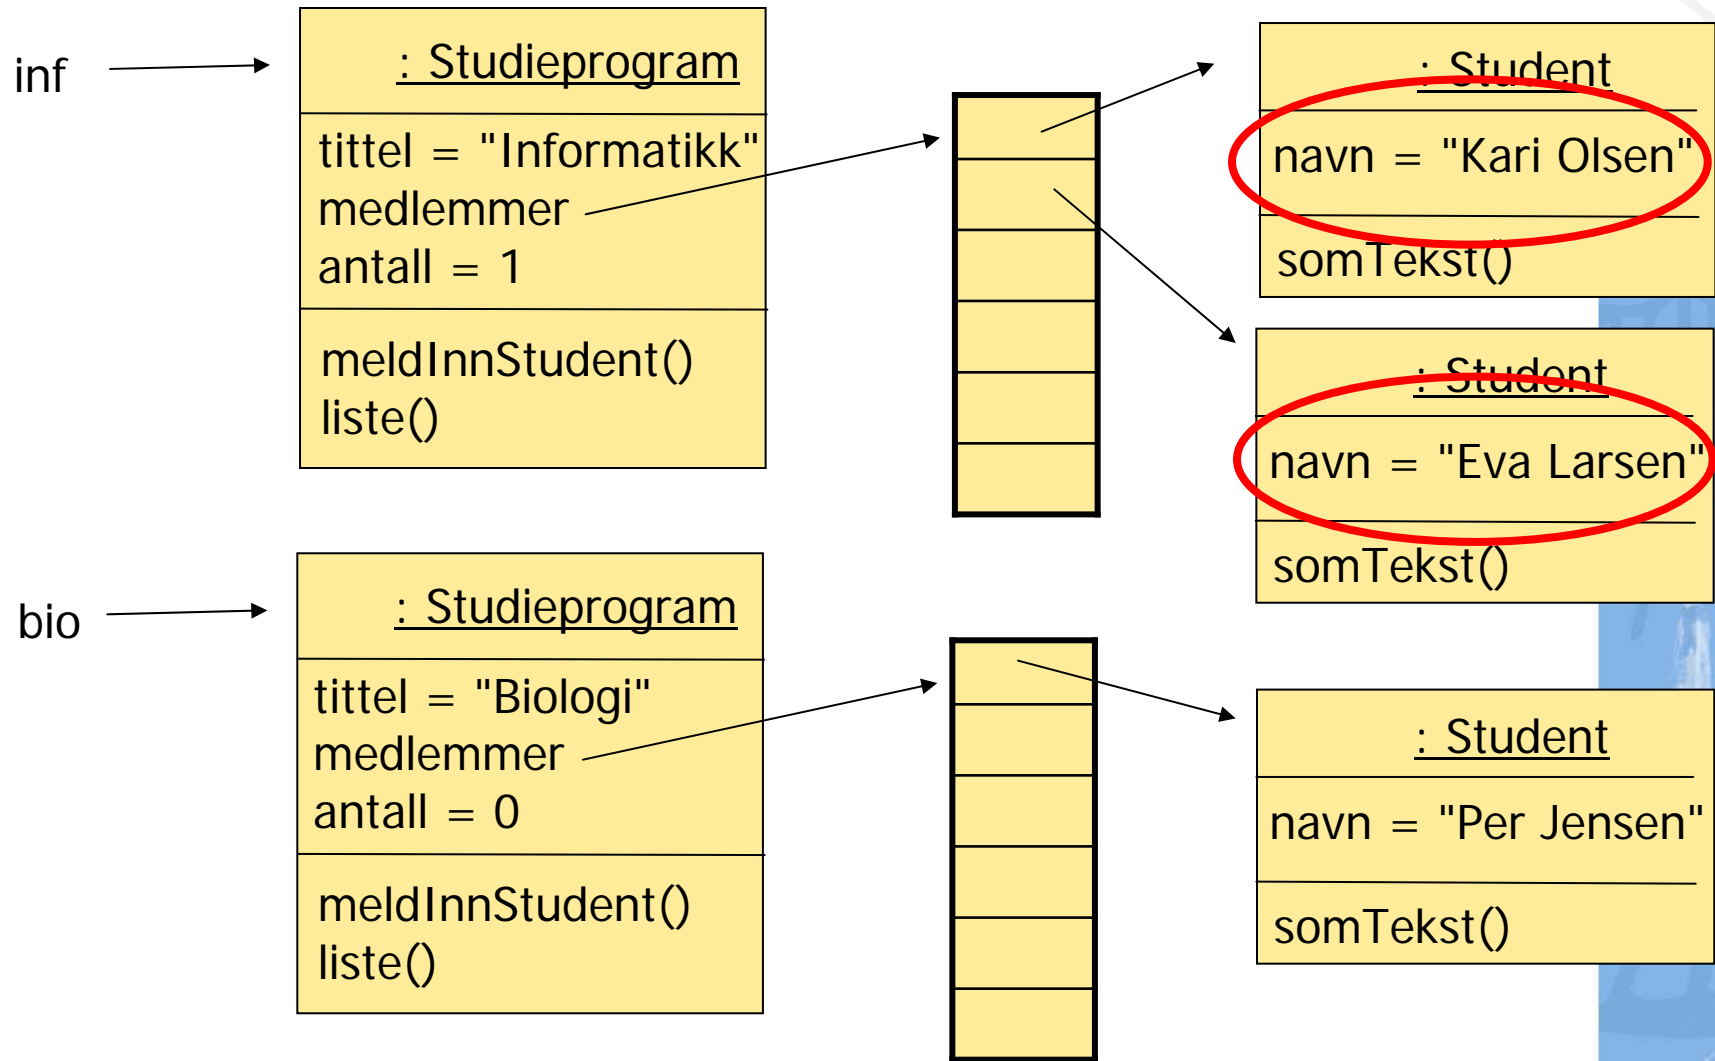 inf
: Studieprogram
tittel = "Informatikk"
medlemmer
antall = 1
meldInnStudent()
liste()
: Student
navn = "Kari Olsen"
somTekst()
: Student
navn = "Eva Larsen"
somTekst()
bio
: Studieprogram
tittel = "Biologi"
medlemmer
antall = 0
meldInnStudent()
liste()
: Student
navn = "Per Jensen"
somTekst()